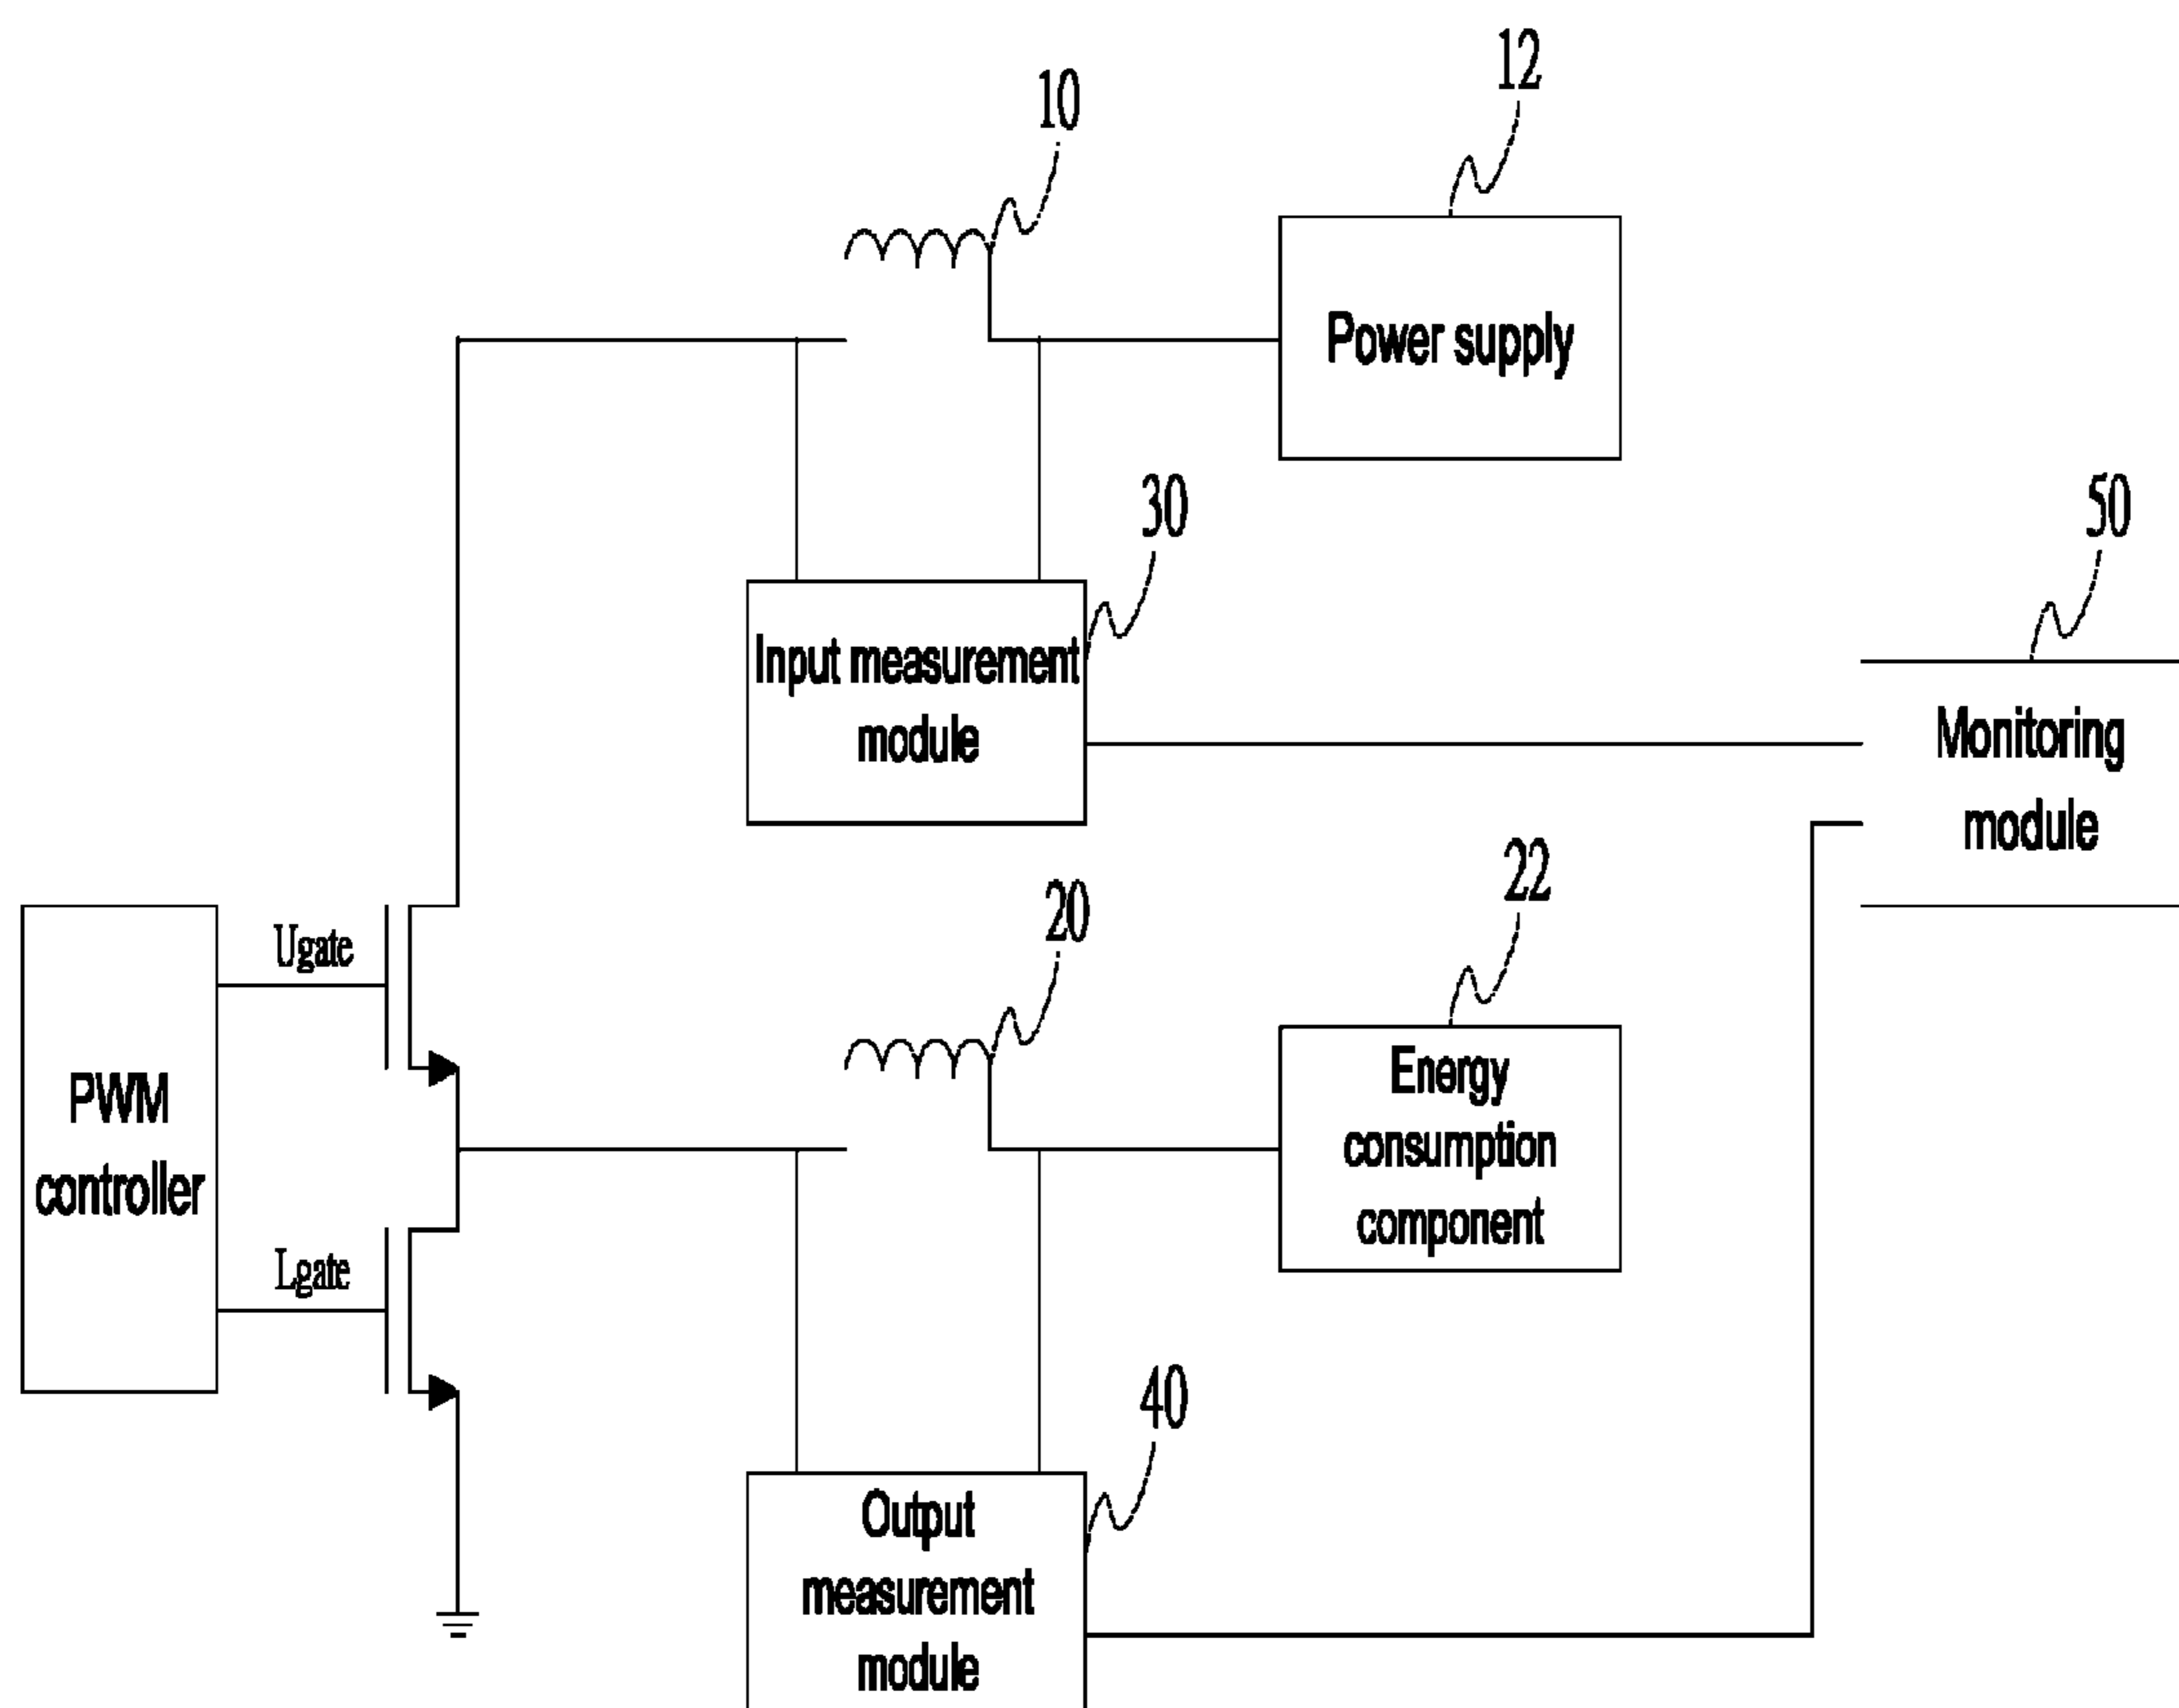 12
10
Power supply
30
50
Input measurement
module
Monitoring
module
22
20
Ugate
Energy
consumption
component
PWM
controller
Lgate
40
Output
measurement
module